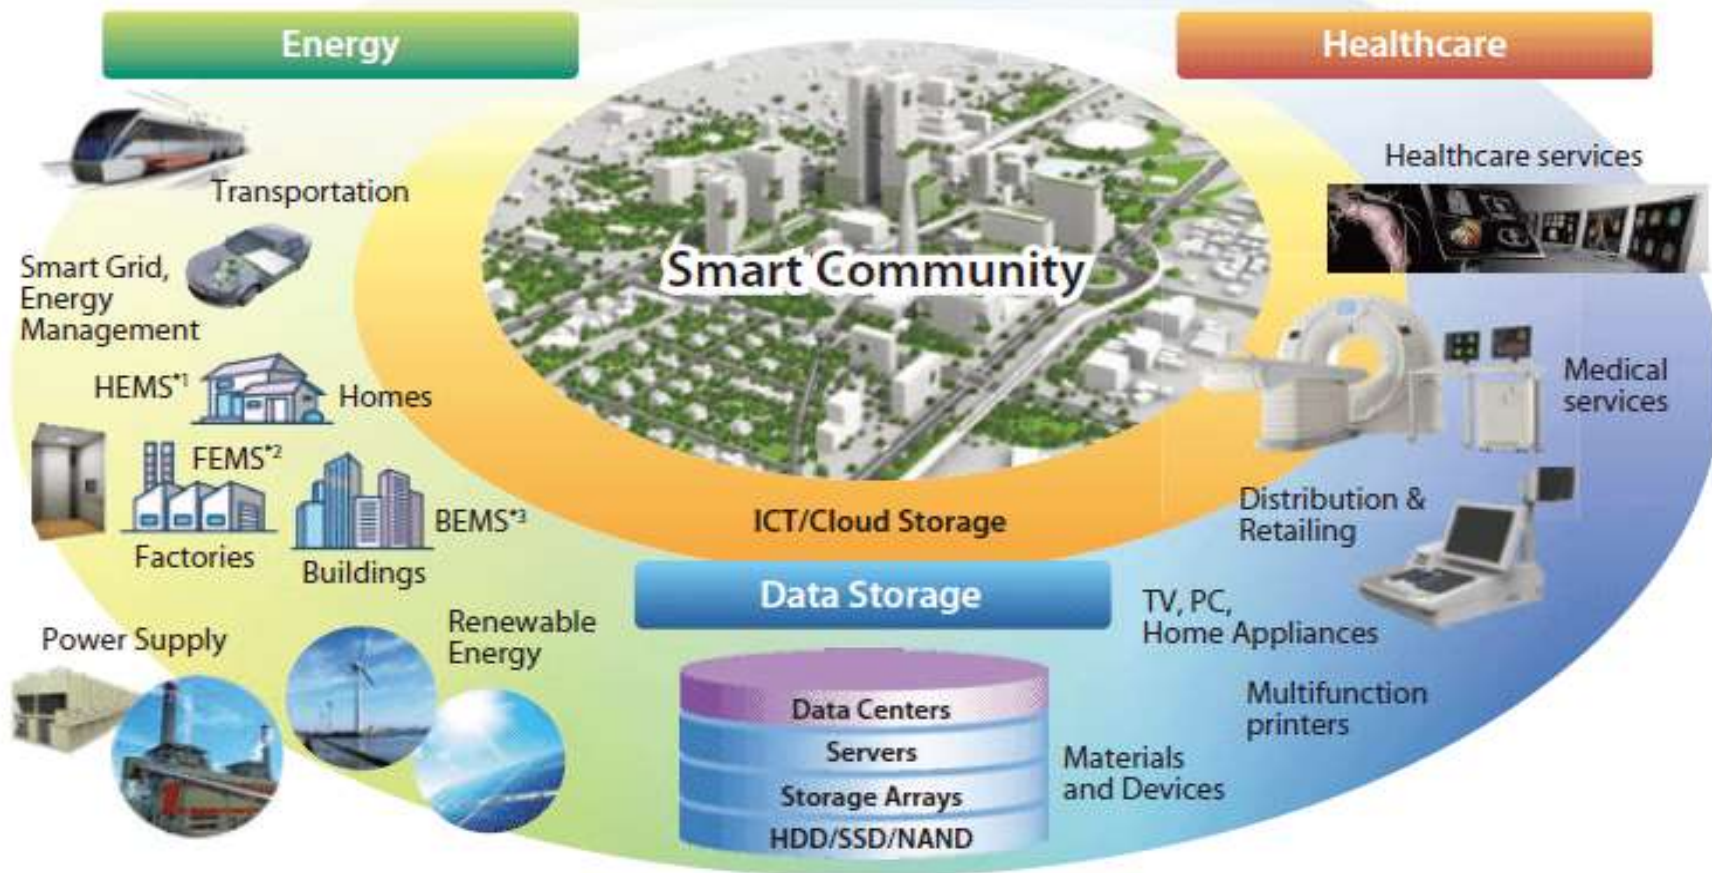 Energy
Healthcare
Transportation
Smart Grid,
Energy
Management
HEMS*1
Homes
FEMS*2
Factories
BEMS*3
Buildings
Power Supply
Renewable
Energy
Smart Community
ICT/Cloud Storage
Data Storage
Data Centers
Servers
Storage Arrays
HDD/SSD/NAND
Materials
and Devices
Healthcare services
Medical
services
Distribution &
Retailing
TV, PC,
Home Appliances
Multifunction
printers